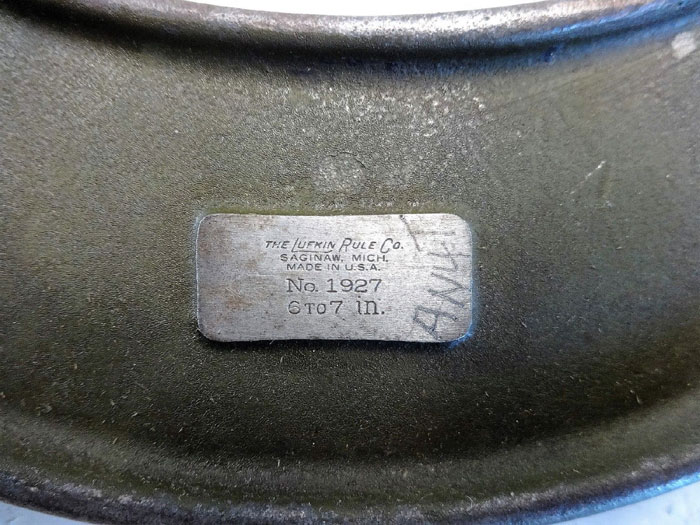 THE LUFKIN RULE CO.
SAGINAW, MICH.
MADE IN U.S.A.
No. 1927
6 TO 7 in.